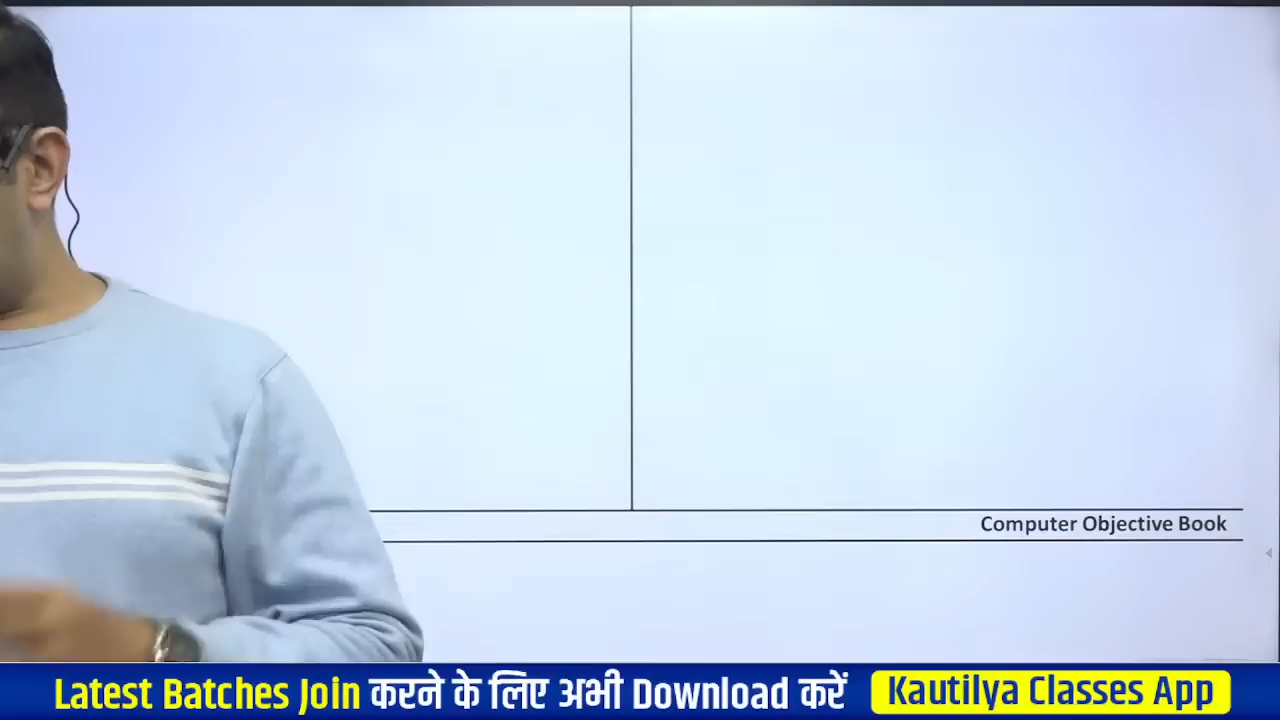 Computer Objective Book
Latest Batches Join करने के लिए अभी Download करें Kautilya Classes App